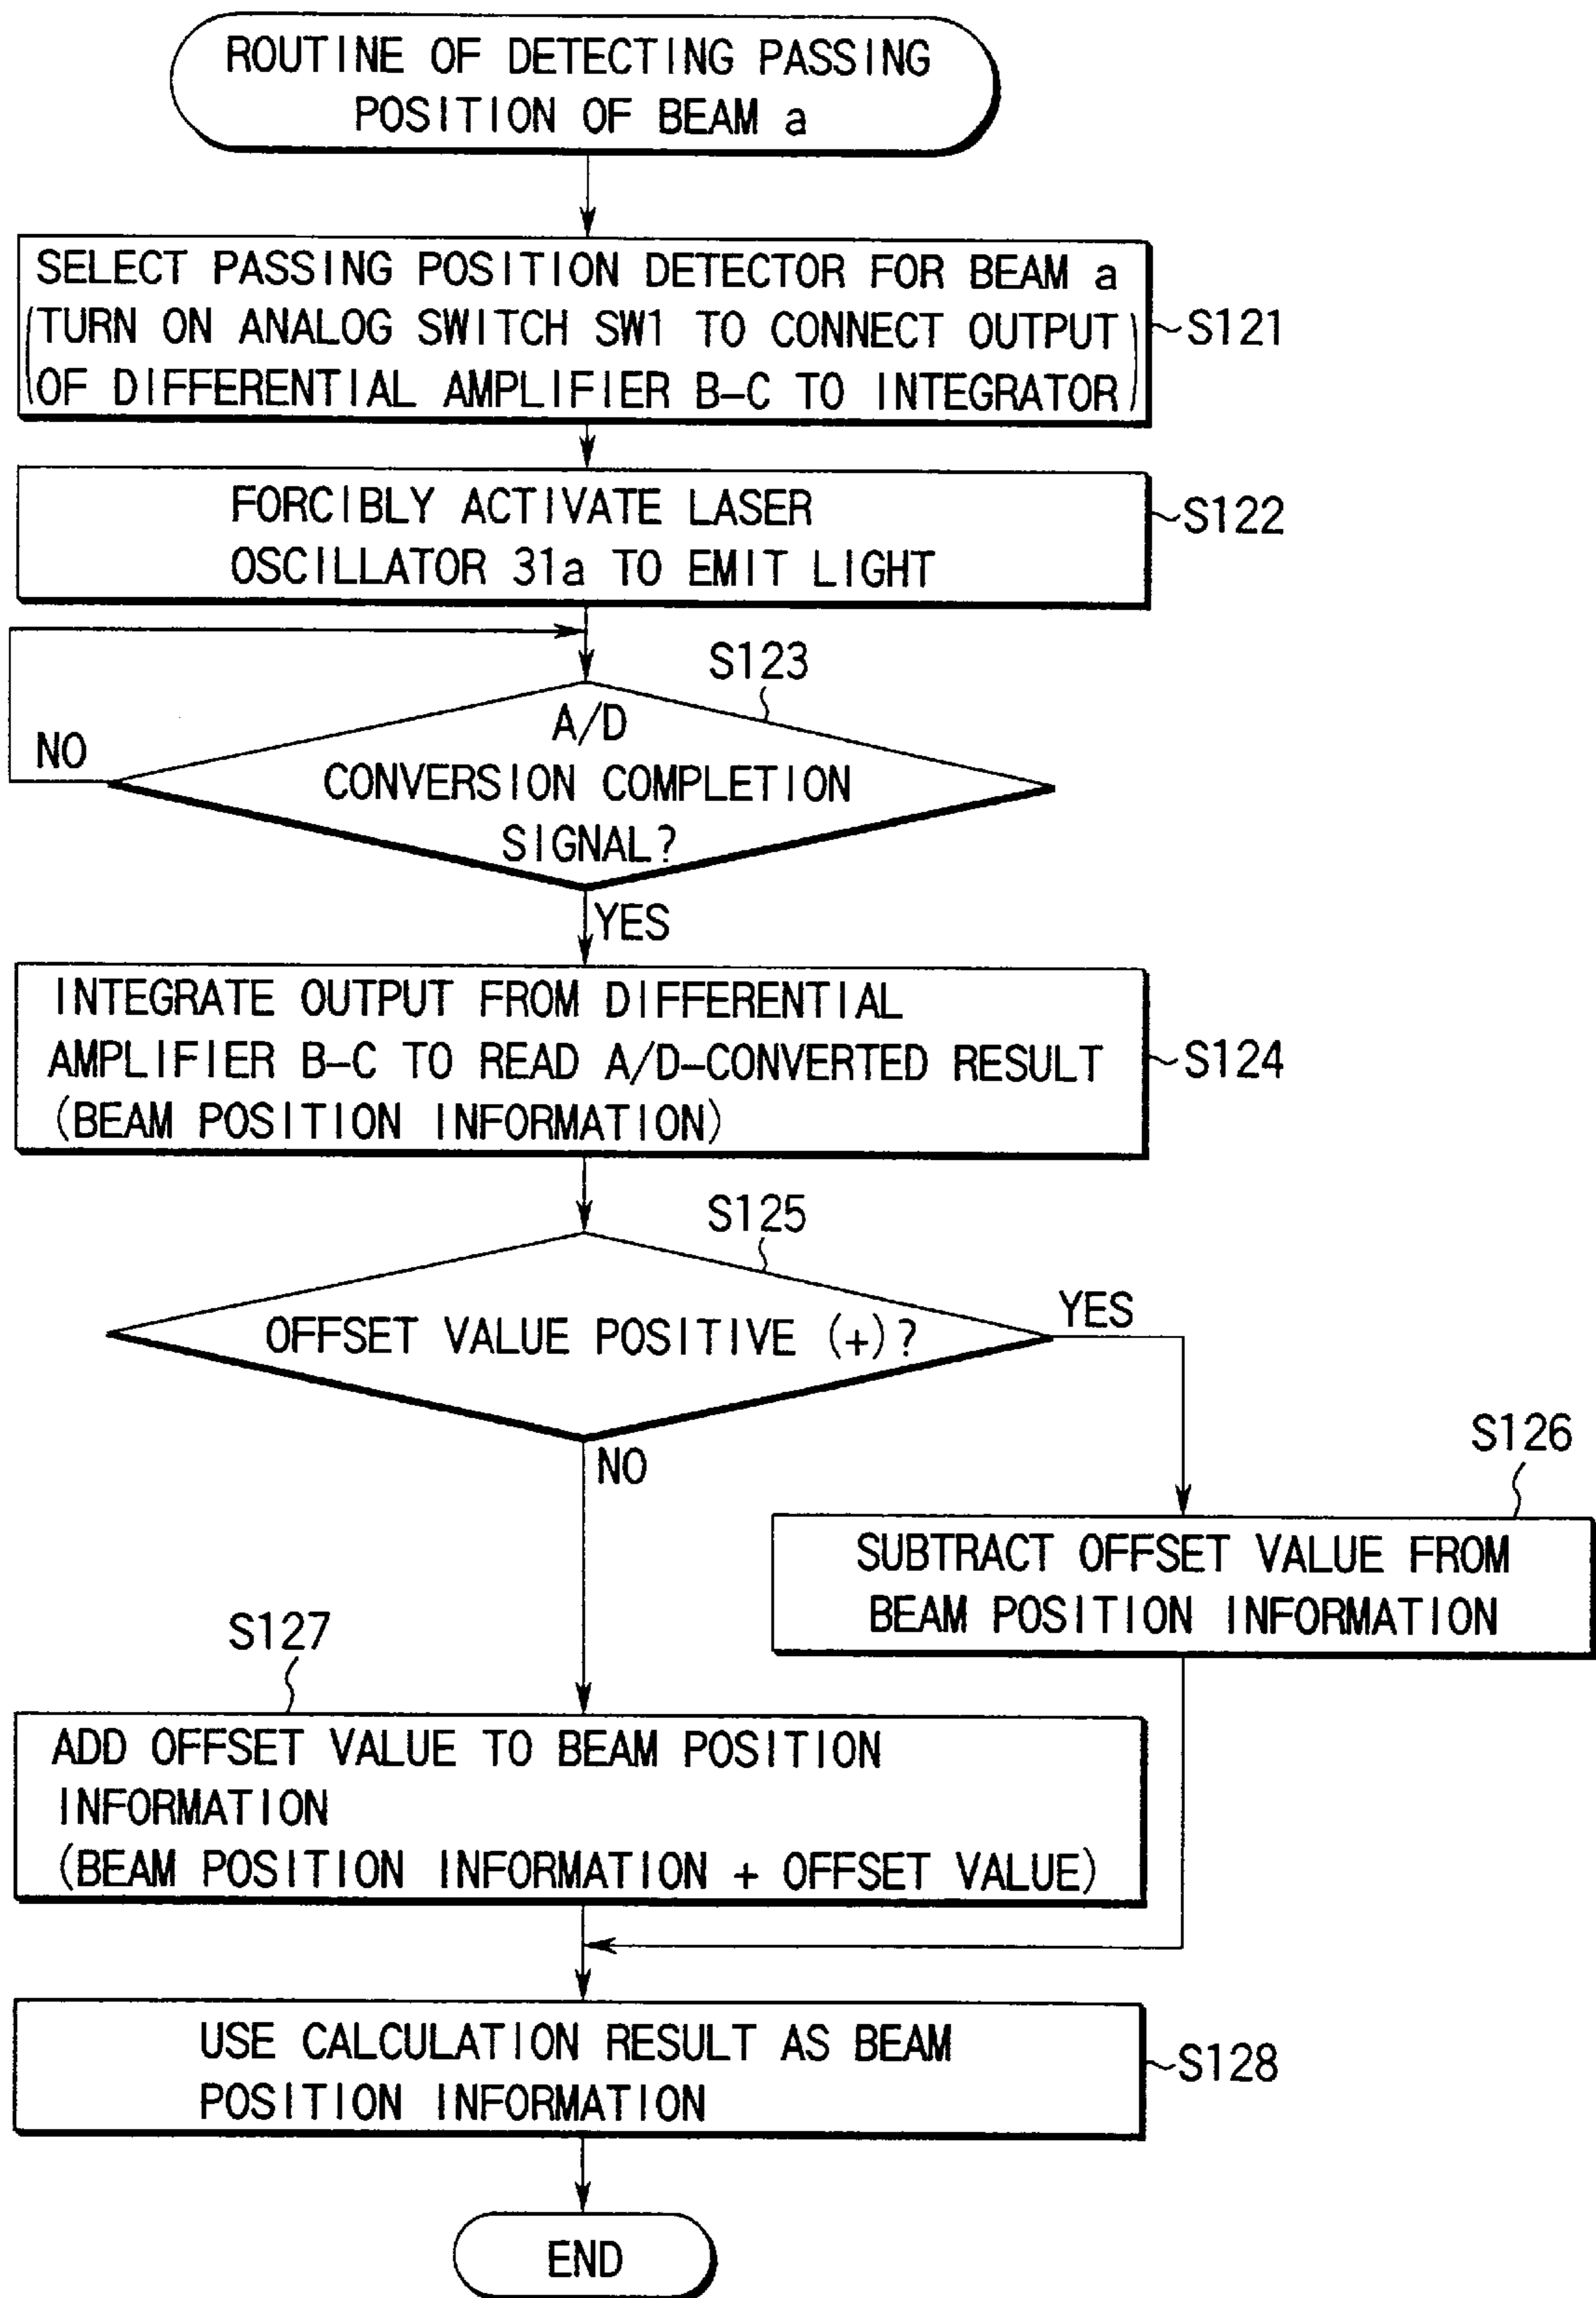 ROUTINE OF DETECTING PASSING
POSITION OF BEAM a
SELECT PASSING POSITION DETECTOR FOR BEAM a
(TURN ON ANALOG SWITCH SW1 TO CONNECT OUTPUT
OF DIFFERENTIAL AMPLIFIER B-C TO INTEGRATOR)
S121
FORCIBLY ACTIVATE LASER
OSCILLATOR 31a TO EMIT LIGHT
S122
S123
A/D
CONVERSION COMPLETION
SIGNAL?
NO
YES
INTEGRATE OUTPUT FROM DIFFERENTIAL
AMPLIFIER B-C TO READ A/D-CONVERTED RESULT
(BEAM POSITION INFORMATION)
S124
S125
OFFSET VALUE POSITIVE (+)?
YES
NO
S126
SUBTRACT OFFSET VALUE FROM
BEAM POSITION INFORMATION
S127
ADD OFFSET VALUE TO BEAM POSITION
INFORMATION
(BEAM POSITION INFORMATION + OFFSET VALUE)
USE CALCULATION RESULT AS BEAM
POSITION INFORMATION
S128
END